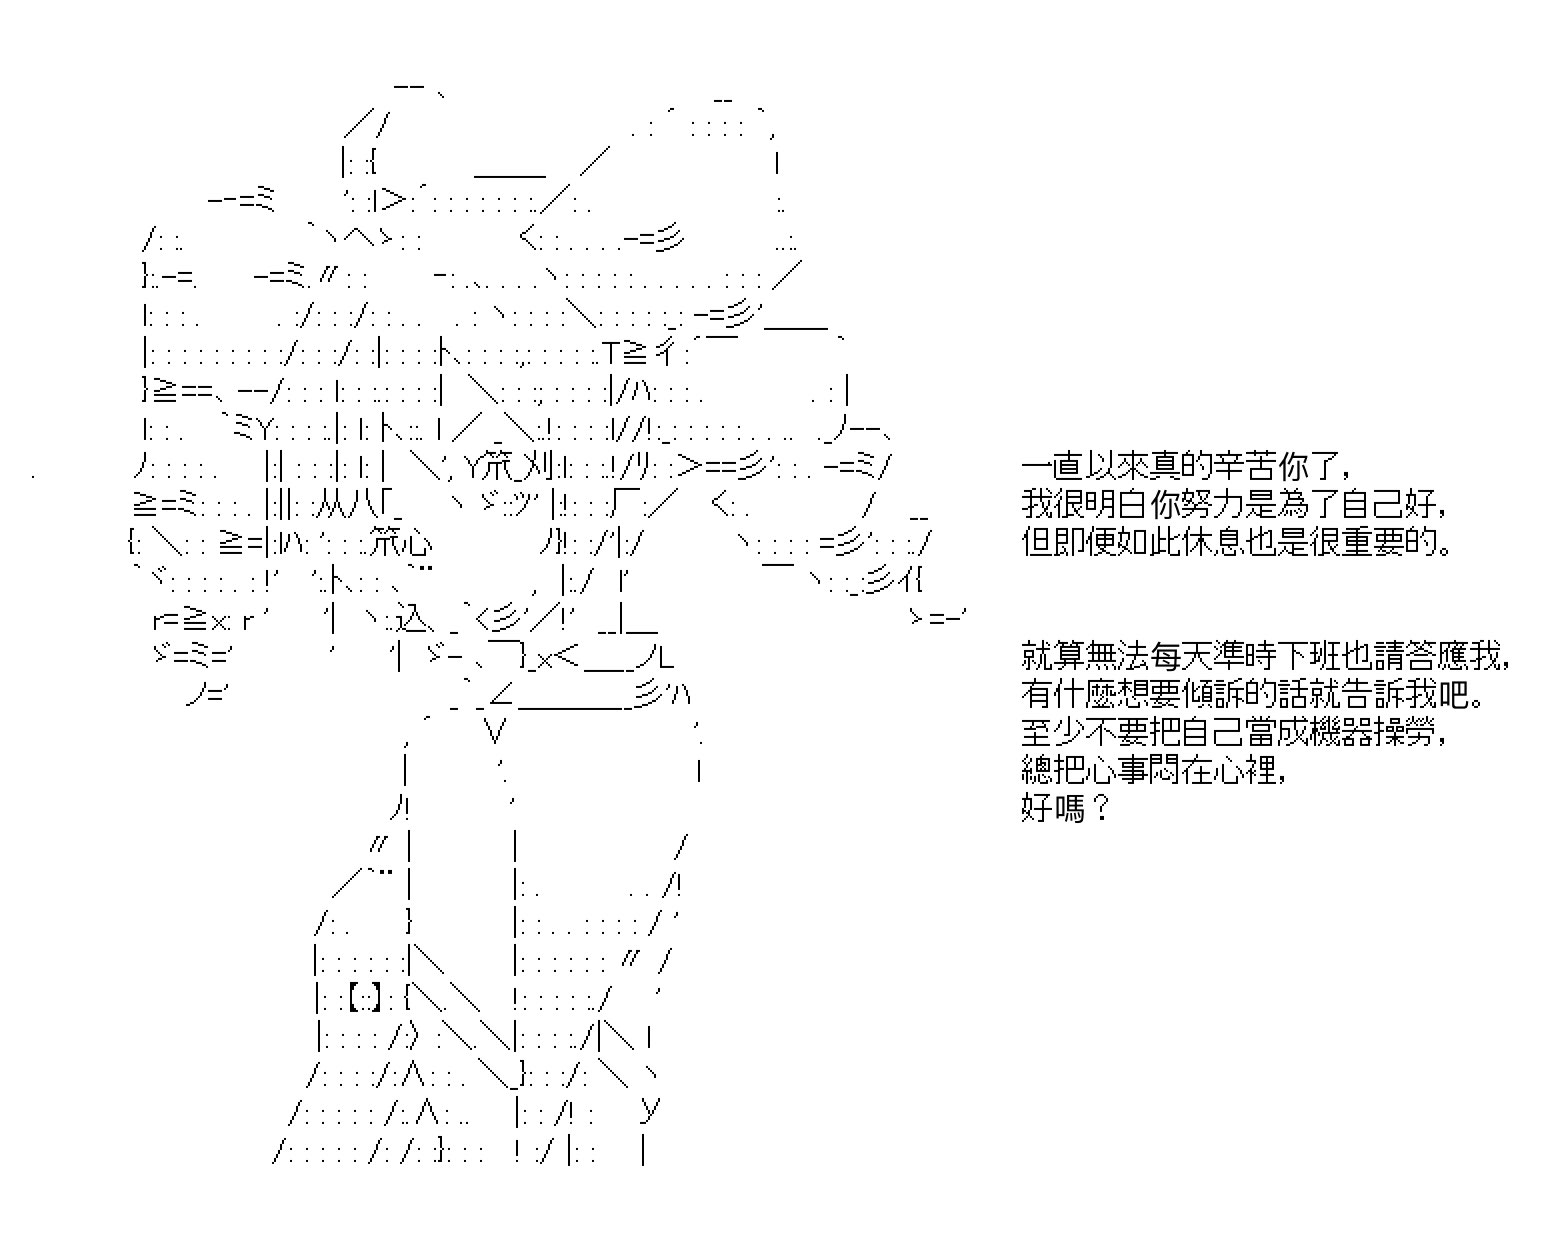 一直以來真的辛苦你了，
我很明白你努力是為了自己好，
但即便如此休息也是很重要的。
就算無法每天準時下班也請答應我，
有什麼想要傾訴的話就告訴我吧。
至少不要把自己當成機器操勞，
總把心事悶在心裡，
好嗎？